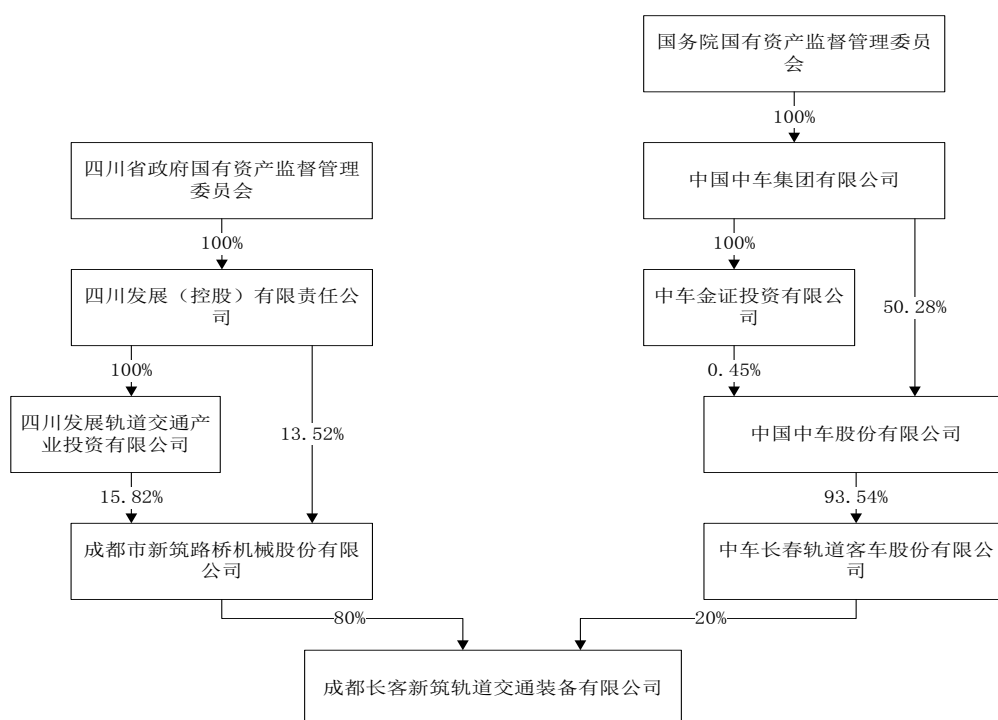 国务院国有资产监督管理委员
会
100%
四川省政府国有资产监督管理
委员会
中国中车集团有限公司
100%
100%
四川发展（控股）有限责任公
司
中车金证投资有限公
司
50.28%
100%
0.45%
四川发展轨道交通产
业投资有限公司
13.52%
中国中车股份有限公司
15.82%
93.54%
成都市新筑路桥机械股份有限
公司
中车长春轨道客车股份有限公
司
80%
20%
成都长客新筑轨道交通装备有限公司